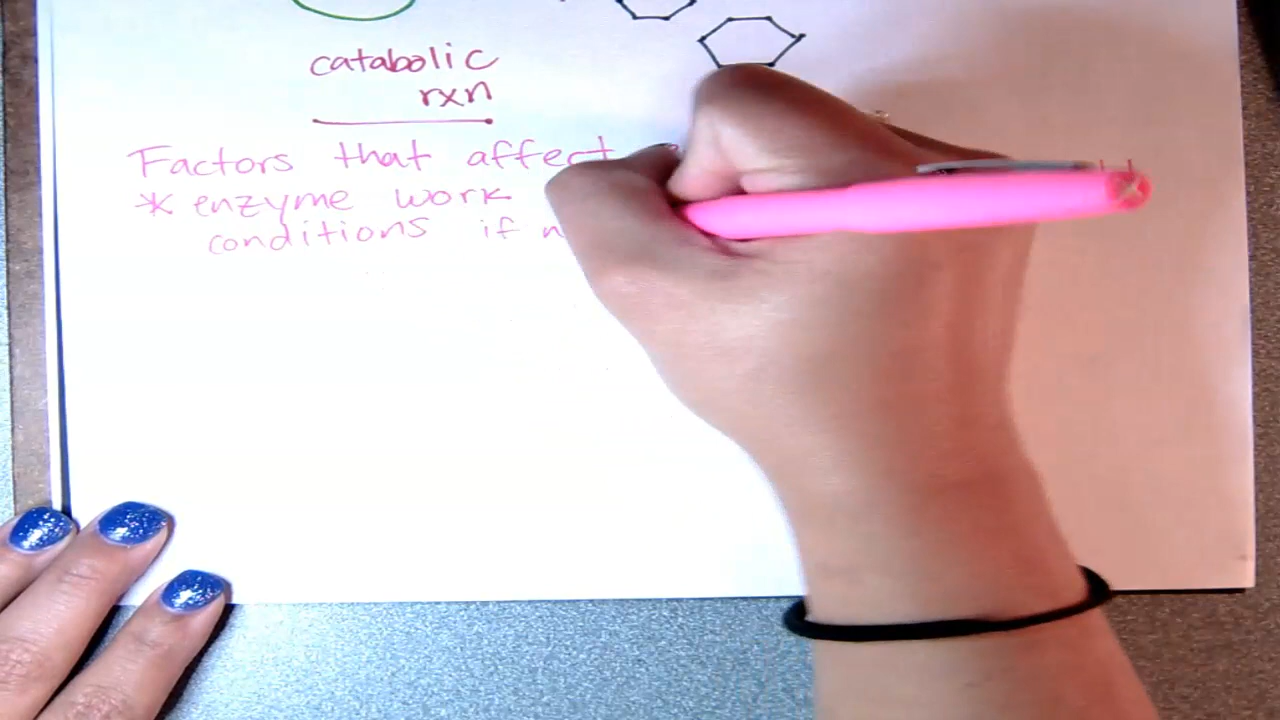 catabolic
rxn
Factors that affect
* enzyme work
conditions if